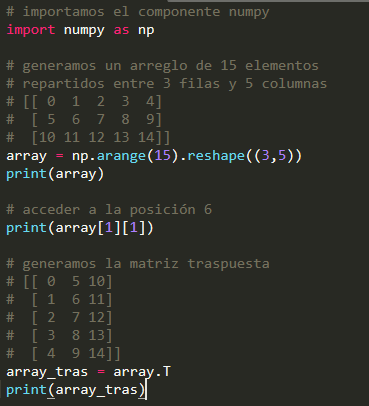 # importamos el componente numpy
import numpy as np
# generamos un arreglo de 15 elementos
# repartidos entre 3 filas y 5 columnas
# [[ 0  1  2  3  4]
#  [ 5  6  7  8  9]
#  [10 11 12 13 14]]
array = np.arange(15).reshape((3,5))
print(array)
# acceder a la posición 6
print(array[1][1])
# generamos la matriz traspuesta
# [[ 0  5 10]
#  [ 1  6 11]
#  [ 2  7 12]
#  [ 3  8 13]
#  [ 4  9 14]]
array_tras = array.T
print(array_tras)